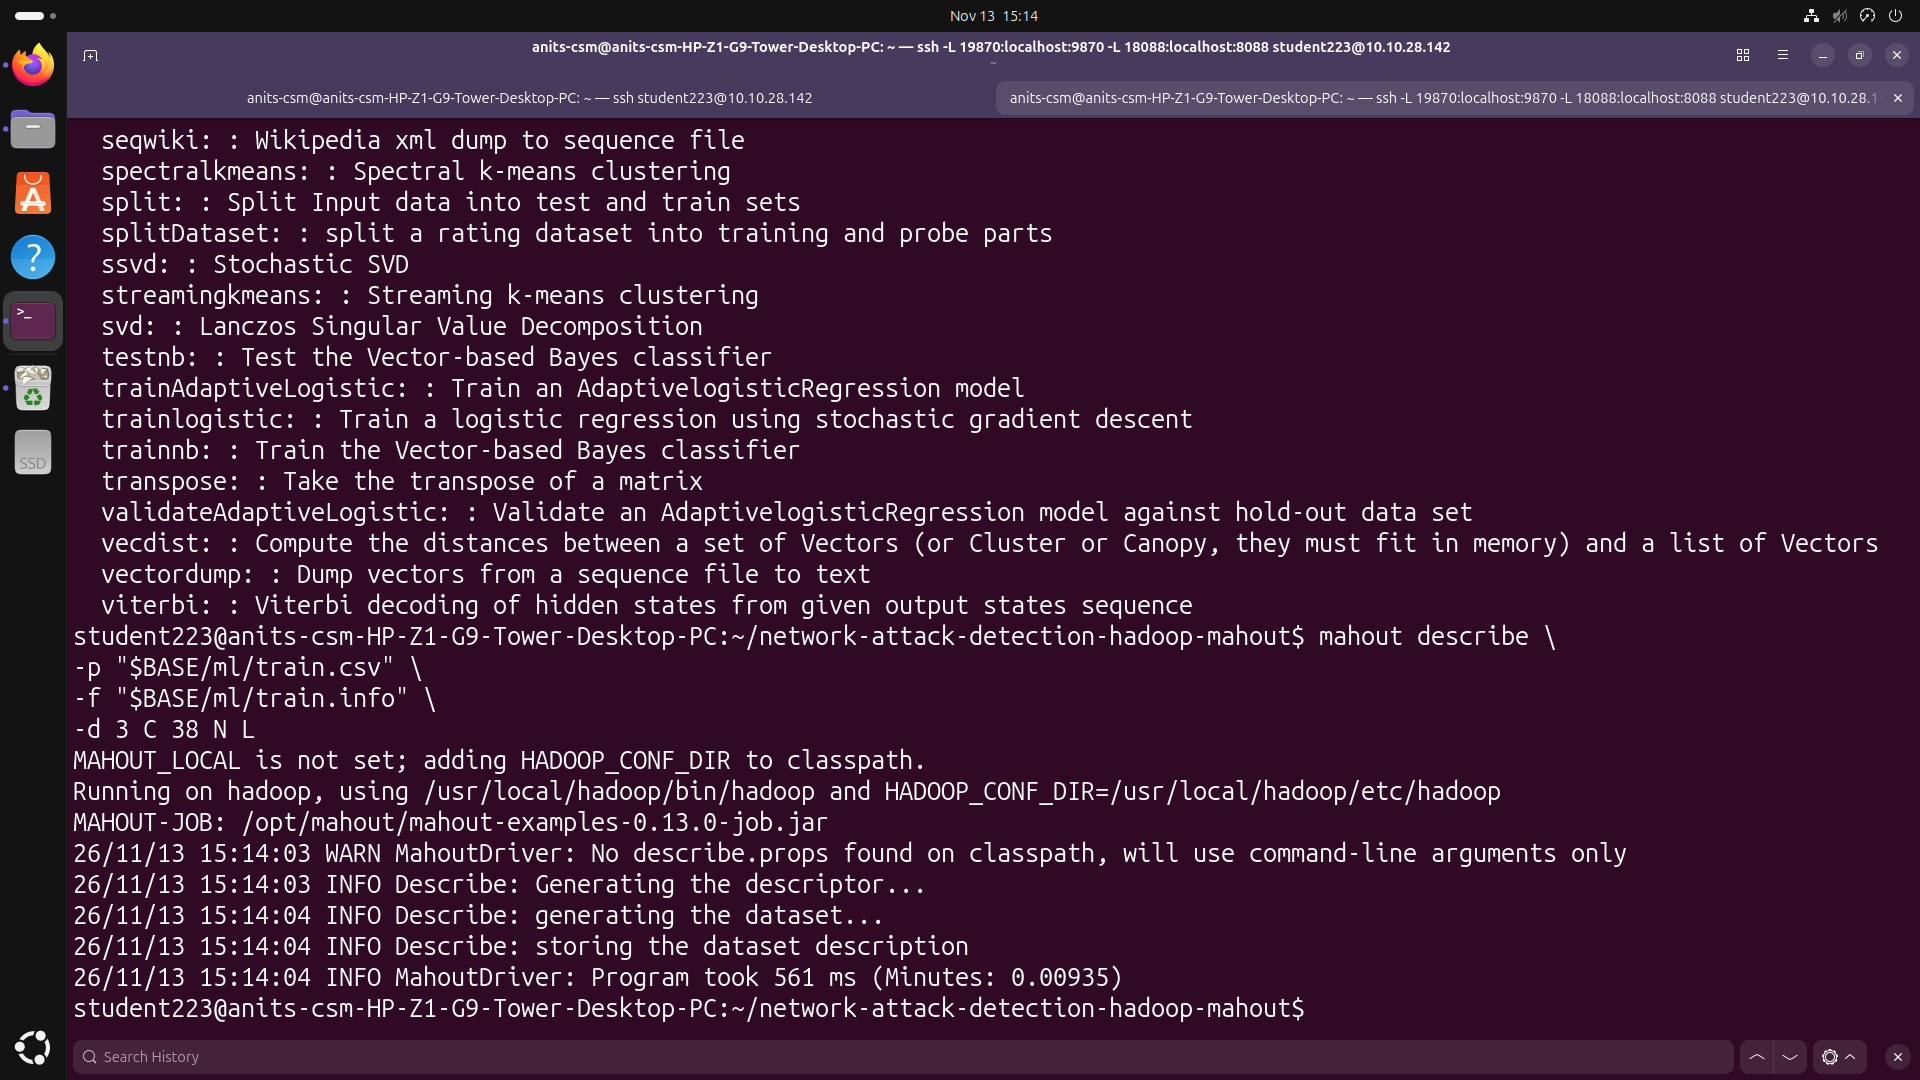 Nov 13 15:14
anits-csm@anits-csm-HP-Z1-G9-Tower-Desktop-PC: ~ — ssh -L 19870:localhost:9870 -L 18088:localhost:8088 student223@10.10.28.142
~
anits-csm@anits-csm-HP-Z1-G9-Tower-Desktop-PC: ~ — ssh student223@10.10.28.142
anits-csm@anits-csm-HP-Z1-G9-Tower-Desktop-PC: ~ — ssh -L 19870:localhost:9870 -L 18088:localhost:8088 student223@10.10.28.1
seqwiki: : Wikipedia xml dump to sequence file
spectralkmeans: : Spectral k-means clustering
split: : Split Input data into test and train sets
splitDataset: : split a rating dataset into training and probe parts
ssvd: : Stochastic SVD
streamingkmeans: : Streaming k-means clustering
svd: : Lanczos Singular Value Decomposition
testnb: : Test the Vector-based Bayes classifier
trainAdaptiveLogistic: : Train an AdaptivelogisticRegression model
trainlogistic: : Train a logistic regression using stochastic gradient descent
trainnb: : Train the Vector-based Bayes classifier
transpose: : Take the transpose of a matrix
validateAdaptiveLogistic: : Validate an AdaptivelogisticRegression model against hold-out data set
vecdist: : Compute the distances between a set of Vectors (or Cluster or Canopy, they must fit in memory) and a list of Vectors
vectordump: : Dump vectors from a sequence file to text
viterbi: : Viterbi decoding of hidden states from given output states sequence
student223@anits-csm-HP-Z1-G9-Tower-Desktop-PC:~/network-attack-detection-hadoop-mahout$ mahout describe \
-p "$BASE/ml/train.csv" \
-f "$BASE/ml/train.info" \
-d 3 C 38 N L
MAHOUT_LOCAL is not set; adding HADOOP_CONF_DIR to classpath.
Running on hadoop, using /usr/local/hadoop/bin/hadoop and HADOOP_CONF_DIR=/usr/local/hadoop/etc/hadoop
MAHOUT-JOB: /opt/mahout/mahout-examples-0.13.0-job.jar
26/11/13 15:14:03 WARN MahoutDriver: No describe.props found on classpath, will use command-line arguments only
26/11/13 15:14:03 INFO Describe: Generating the descriptor...
26/11/13 15:14:04 INFO Describe: generating the dataset...
26/11/13 15:14:04 INFO Describe: storing the dataset description
26/11/13 15:14:04 INFO MahoutDriver: Program took 561 ms (Minutes: 0.00935)
student223@anits-csm-HP-Z1-G9-Tower-Desktop-PC:~/network-attack-detection-hadoop-mahout$
SSD
Search History